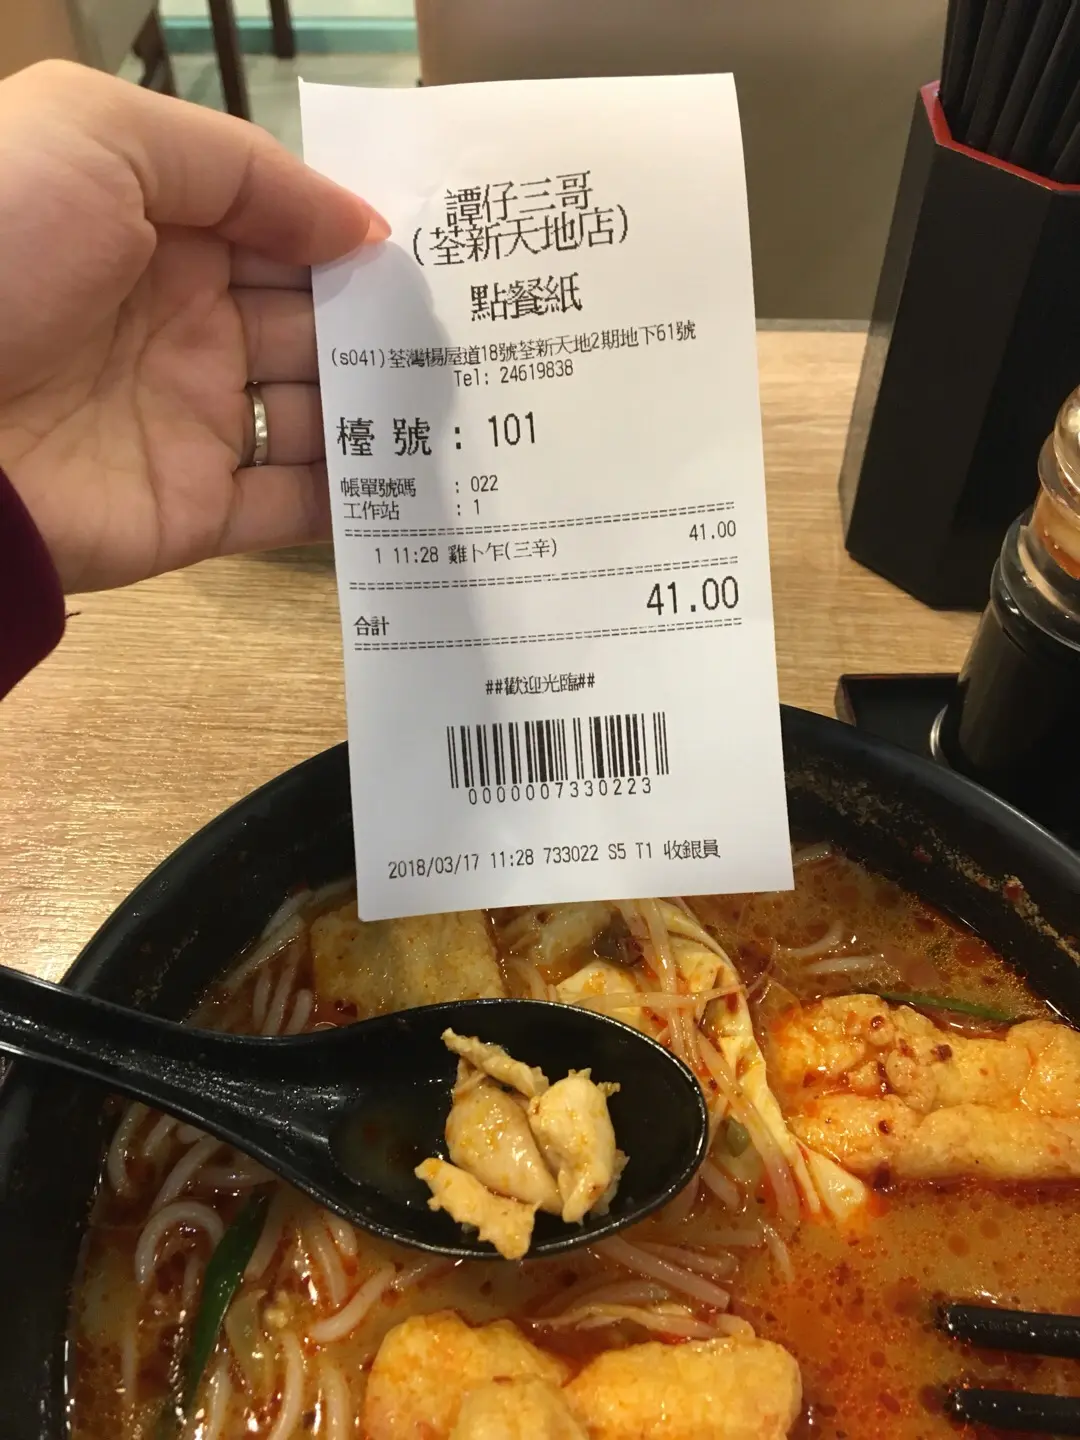 譚仔三哥
(荃新天地店)
點餐紙
(s041)荃灣楊屋道18號荃新天地2期地下61號
Tel: 24619838
檯 號 : 101
帳單號碼 : 022
工作站 : 1
1 11:28 雞卜乍(三辛) 41.00
合計 41.00
##歡迎光臨##
0000007330223
2018/03/17 11:28 733022 S5 T1 收銀員